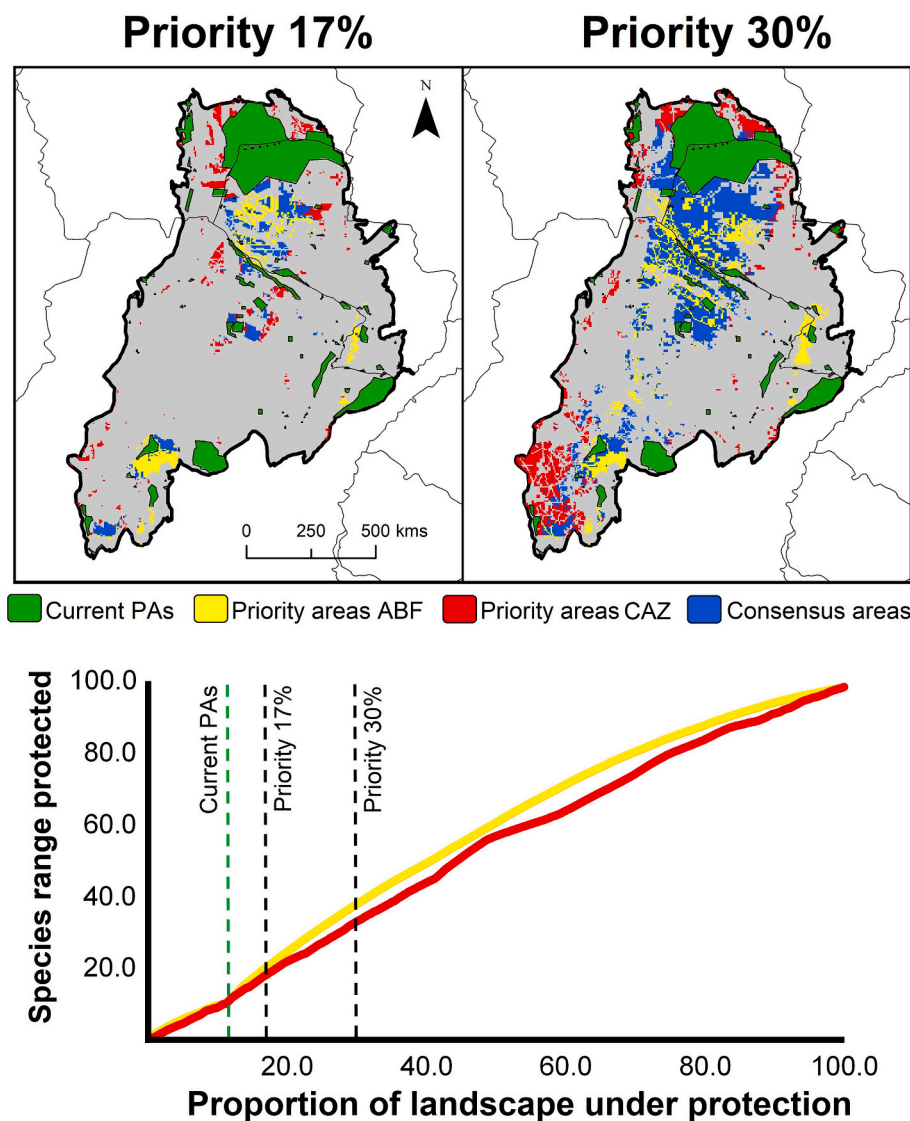 Priority 17%
Priority 30%
N
0 250 500 kms
Current PAs
Priority areas ABF
Priority areas CAZ
Consensus areas
Species range protected
100.0
80.0
60.0
40.0
20.0
Current PAs
Priority 17%
Priority 30%
20.0 40.0 60.0 80.0 100.0
Proportion of landscape under protection